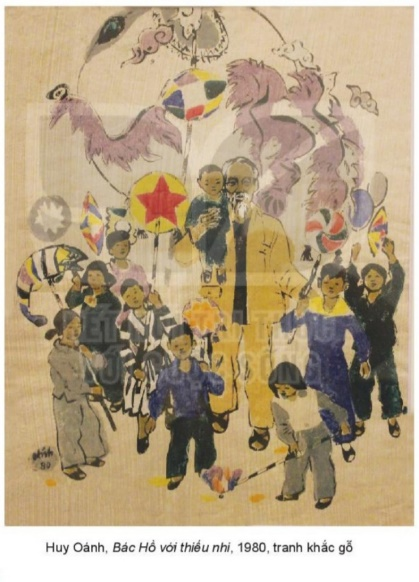 Huy Oánh, Bác Hồ với thiếu nhi, 1980, tranh khắc gỗ